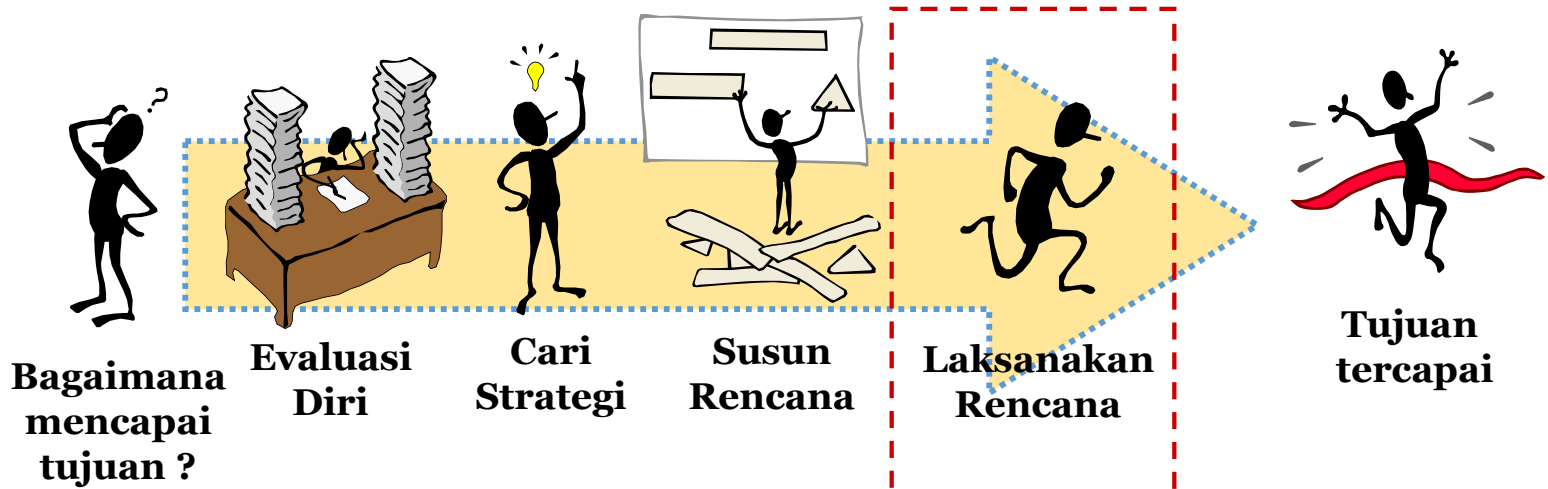 Bagaimana
mencapai
tujuan ?
Evaluasi
Diri
Cari
Strategi
Susun
Rencana
Laksanakan
Rencana
Tujuan
tercapai
?